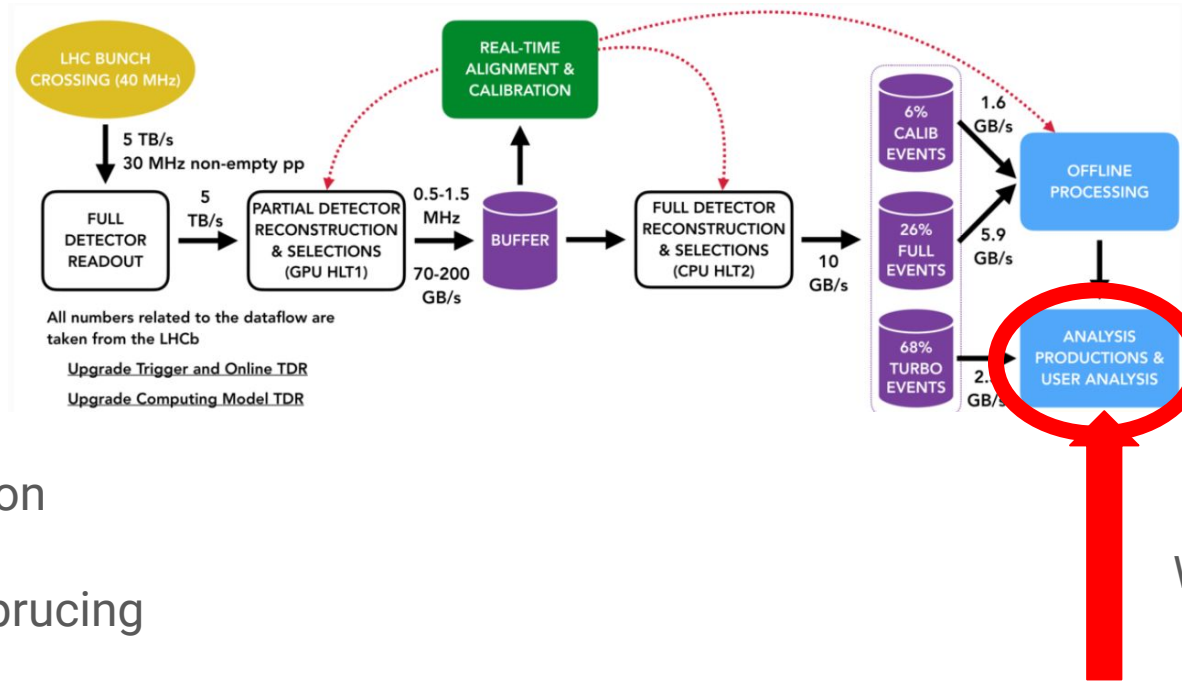 LHC BUNCH
CROSSING (40 MHz)
5 TB/s
30 MHz non-empty pp
FULL
DETECTOR
READOUT
5
TB/s
PARTIAL DETECTOR
RECONSTRUCTION
& SELECTIONS
(GPU HLT1)
0.5-1.5
MHz
70-200
GB/s
REAL-TIME
ALIGNMENT &
CALIBRATION
BUFFER
FULL DETECTOR
RECONSTRUCTION
& SELECTIONS
(CPU HLT2)
10
GB/s
6%
CALIB
EVENTS
26%
FULL
EVENTS
68%
TURBO
EVENTS
1.6
GB/s
5.9
GB/s
GB/s
OFFLINE
PROCESSING
ANALYSIS
PRODUCTIONS &
USER ANALYSIS
All numbers related to the dataflow are
taken from the LHCb
Upgrade Trigger and Online TDR
Upgrade Computing Model TDR
on
prucing